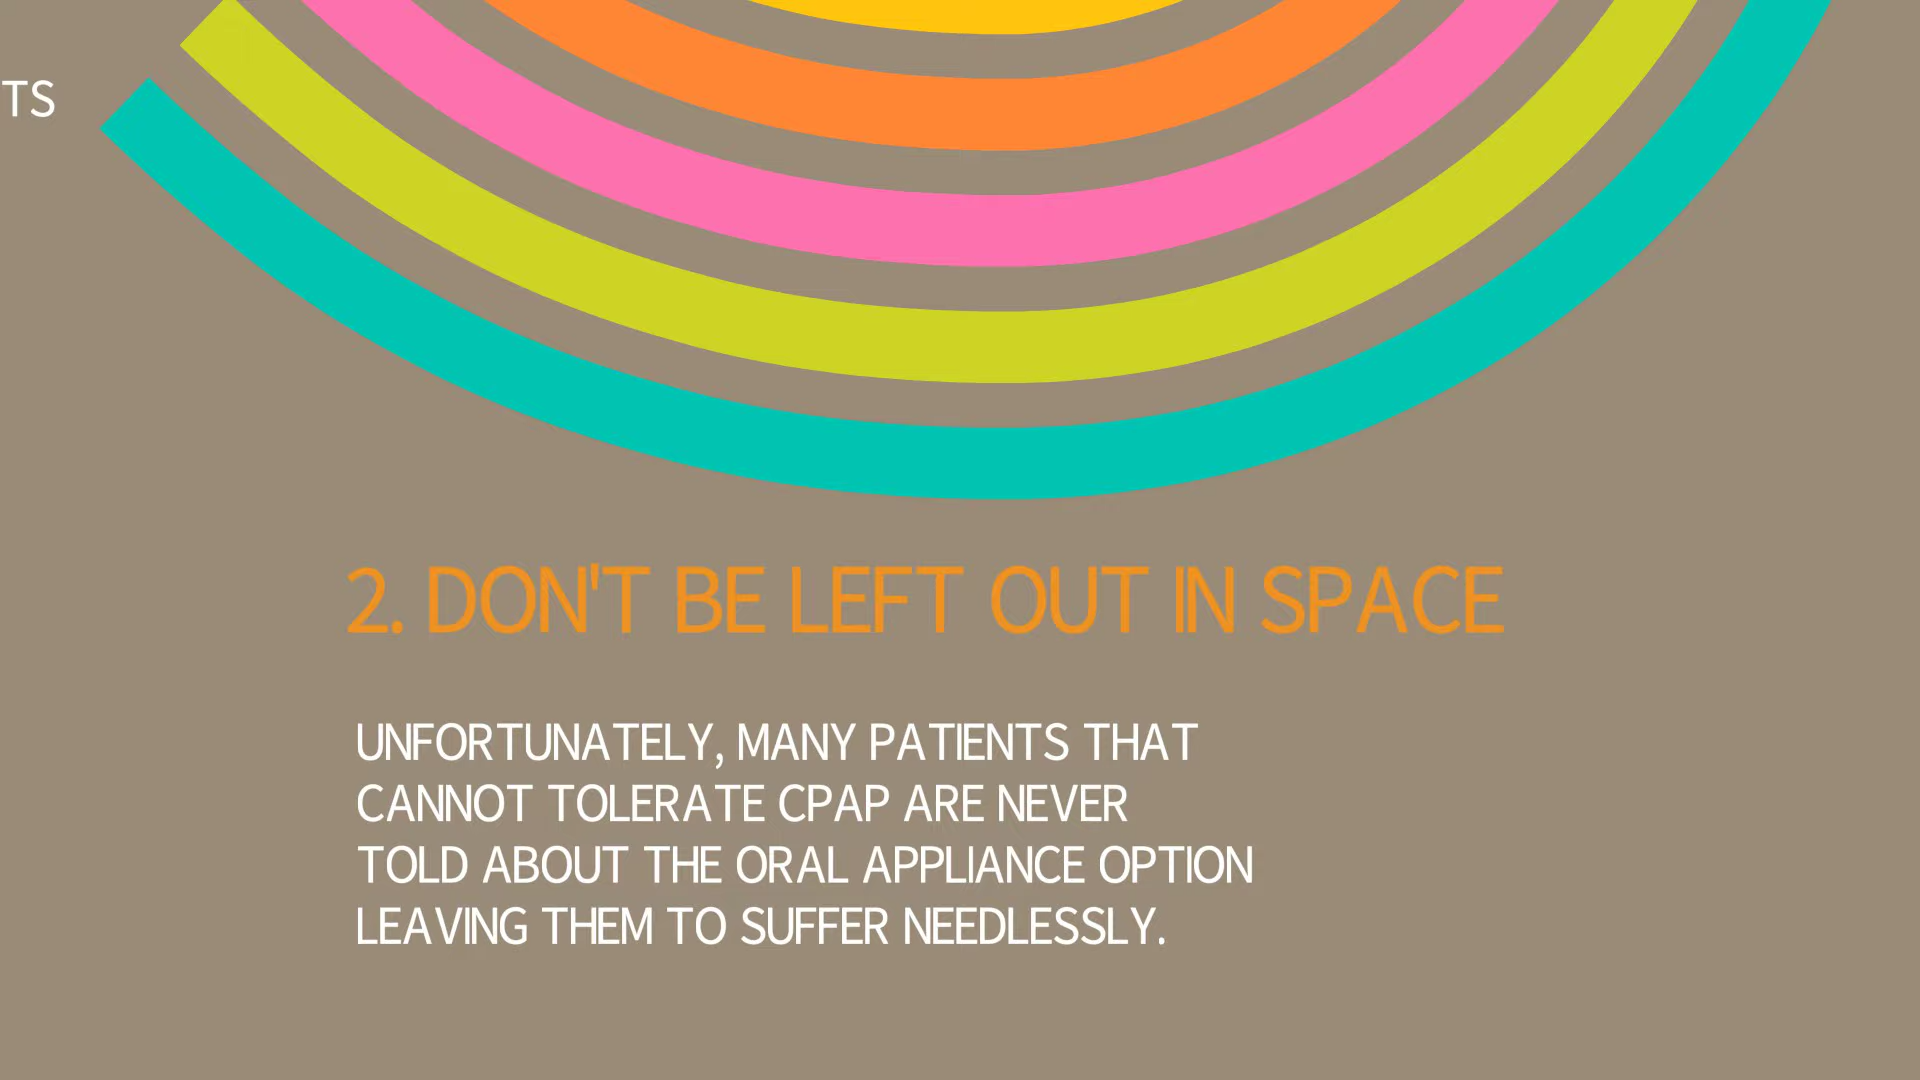 TS
2. DON'T BE LEFT OUT IN SPACE
UNFORTUNATELY, MANY PATIENTS THAT
CANNOT TOLERATE CPAP ARE NEVER
TOLD ABOUT THE ORAL APPLIANCE OPTION
LEAVING THEM TO SUFFER NEEDLESSLY.